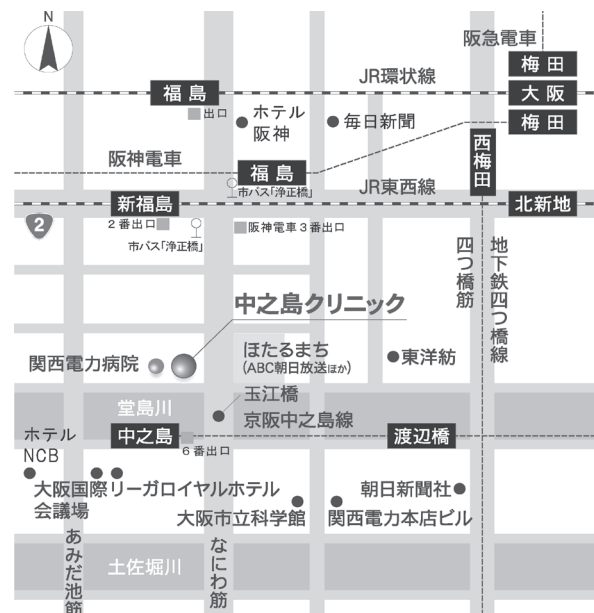 N
阪急電車
梅田
JR環状線
大阪
福島
出口
ホテル
阪神
毎日新聞
梅田
阪神電車
福島
西梅田
市バス「浄正橋」
JR東西線
新福島
北新地
2
2番出口
市バス「浄正橋」
阪神電車3番出口
四つ橋筋
地下鉄四つ橋線
中之島クリニック
関西電力病院
ほたるまち
(ABC朝日放送ほか)
東洋紡
堂島川
玉江橋
京阪中之島線
ホテル
NCB
中之島
6番出口
渡辺橋
大阪国際
会議場
リーガロイヤルホテル
朝日新聞社
大阪市立科学館
関西電力本店ビル
あみだ池筋
土佐堀川
なにわ筋